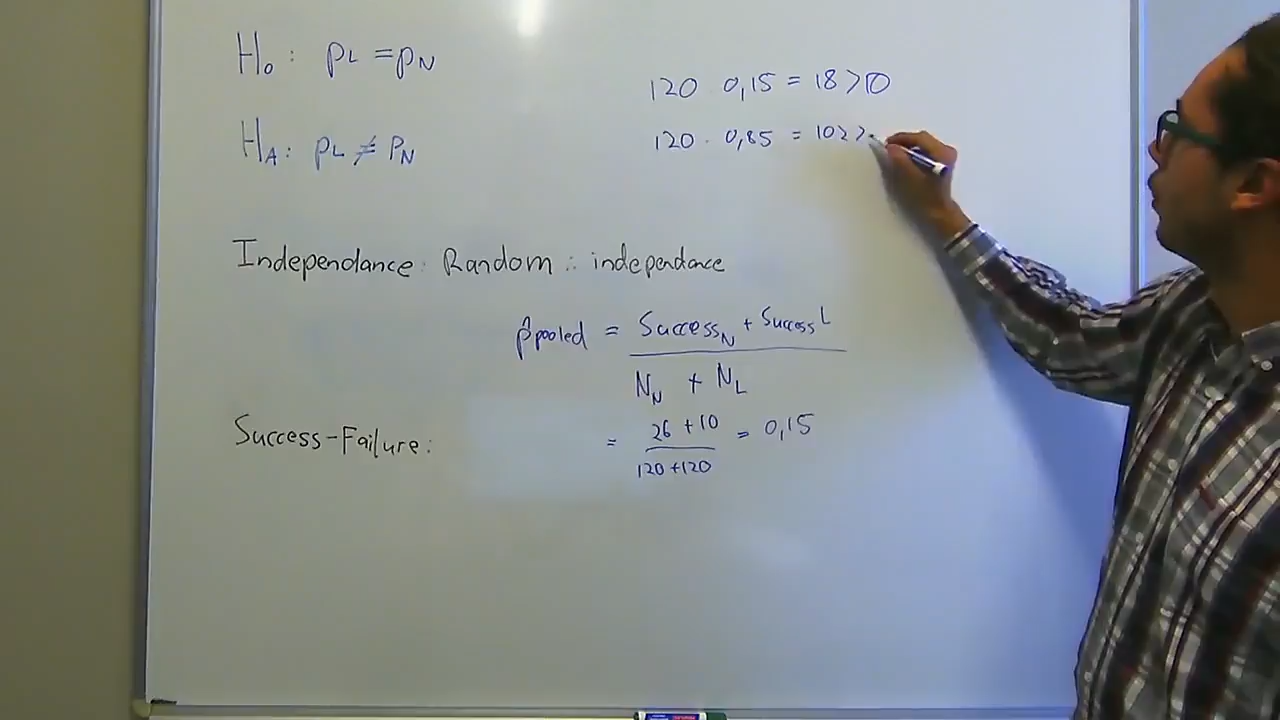 H₀: pL = pN
120 0,15 = 18 > 10
HA: pL ≠ pN
120 · 0,85 = 102 >
Independance: Random ∴ independance
p̂pooled = SuccessN + SuccessL
NN + NL
Success-Failure:
= 26 + 10 = 0,15
120 + 120